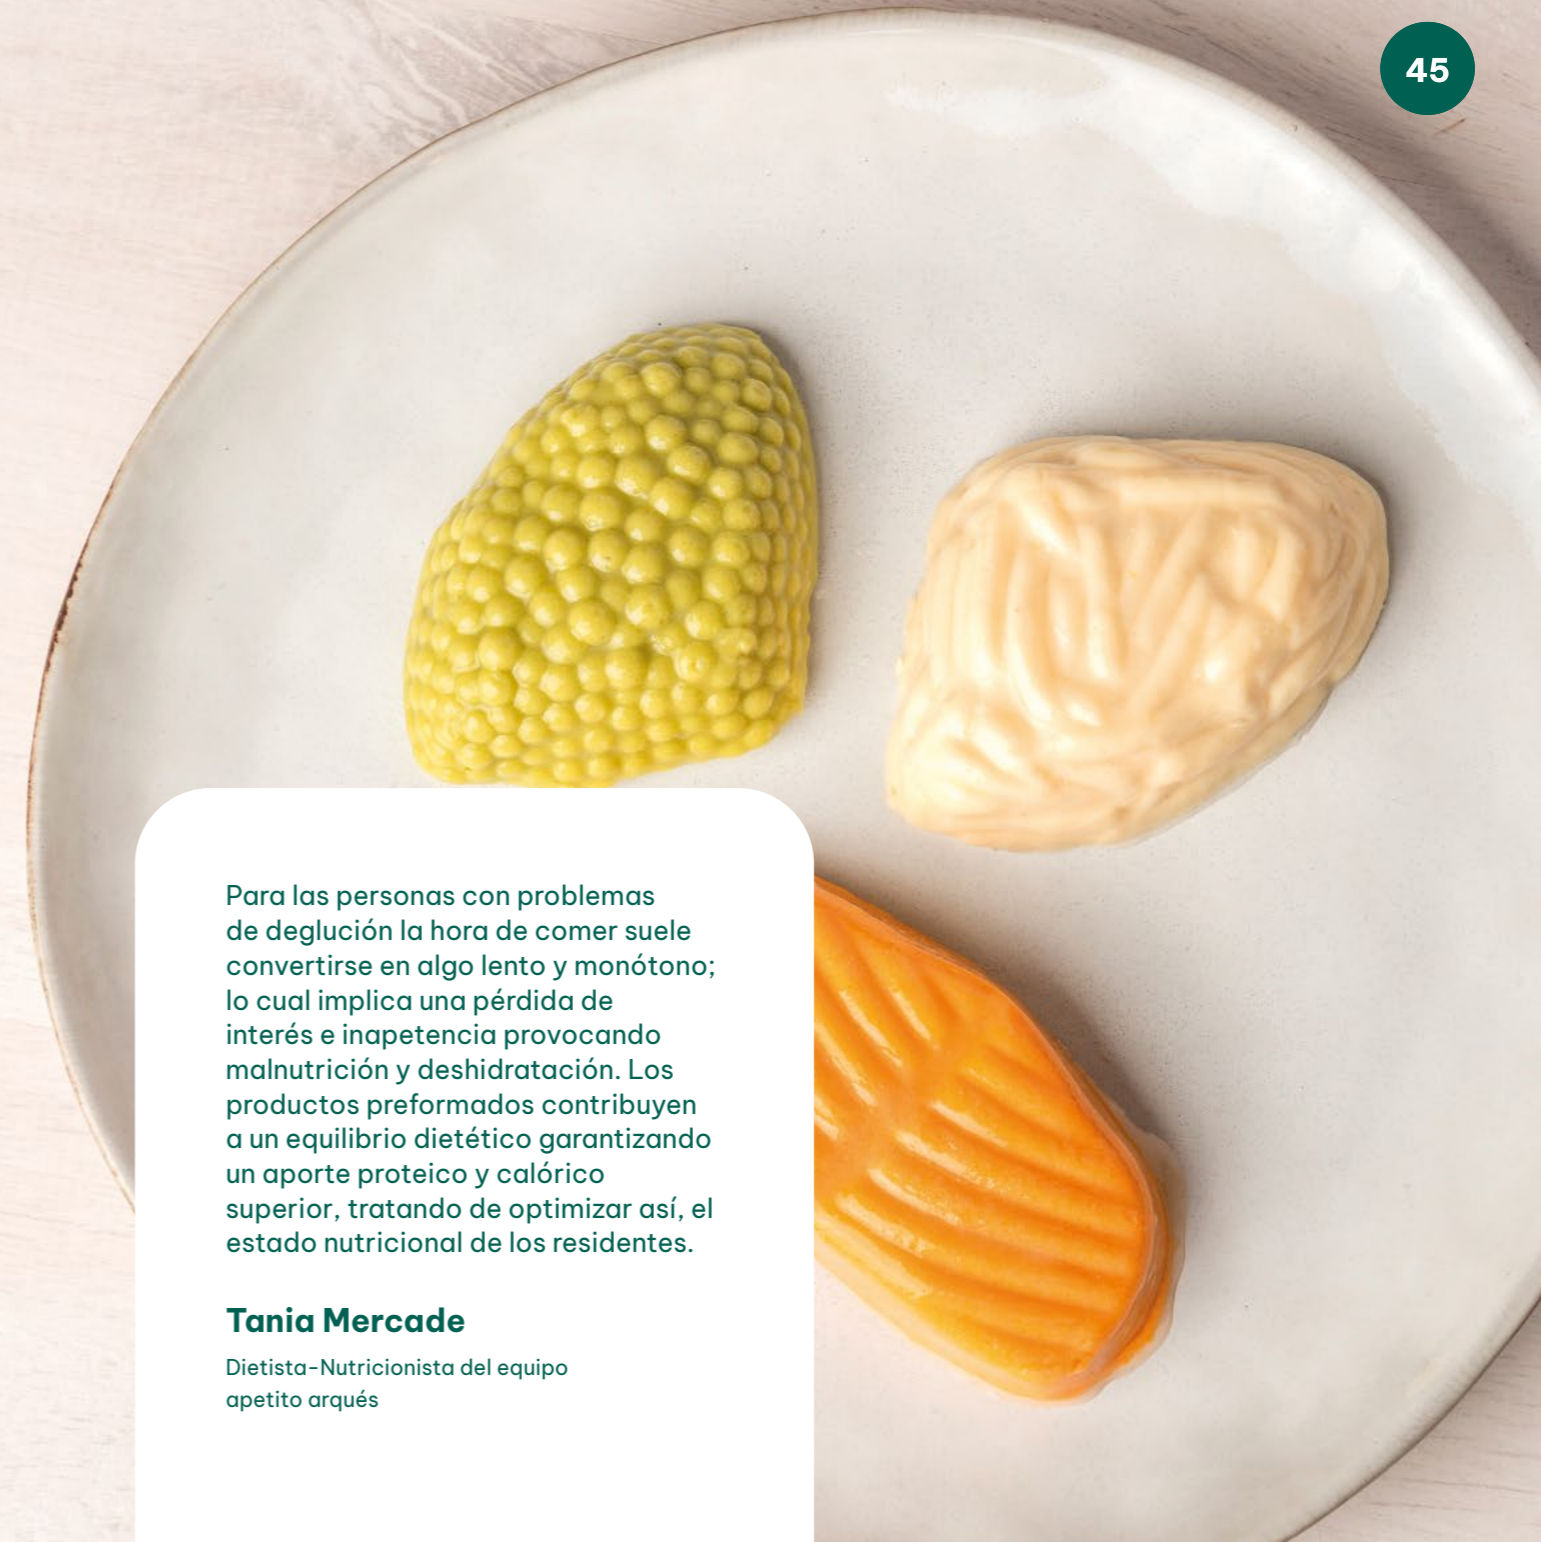 45
Para las personas con problemas
de deglución la hora de comer suele
convertirse en algo lento y monótono;
lo cual implica una pérdida de
interés e inapetencia provocando
malnutrición y deshidratación. Los
productos preformados contribuyen
a un equilibrio dietético garantizando
un aporte proteico y calórico
superior, tratando de optimizar así, el
estado nutricional de los residentes.
Tania Mercade
Dietista-Nutricionista del equipo
apetito arqués